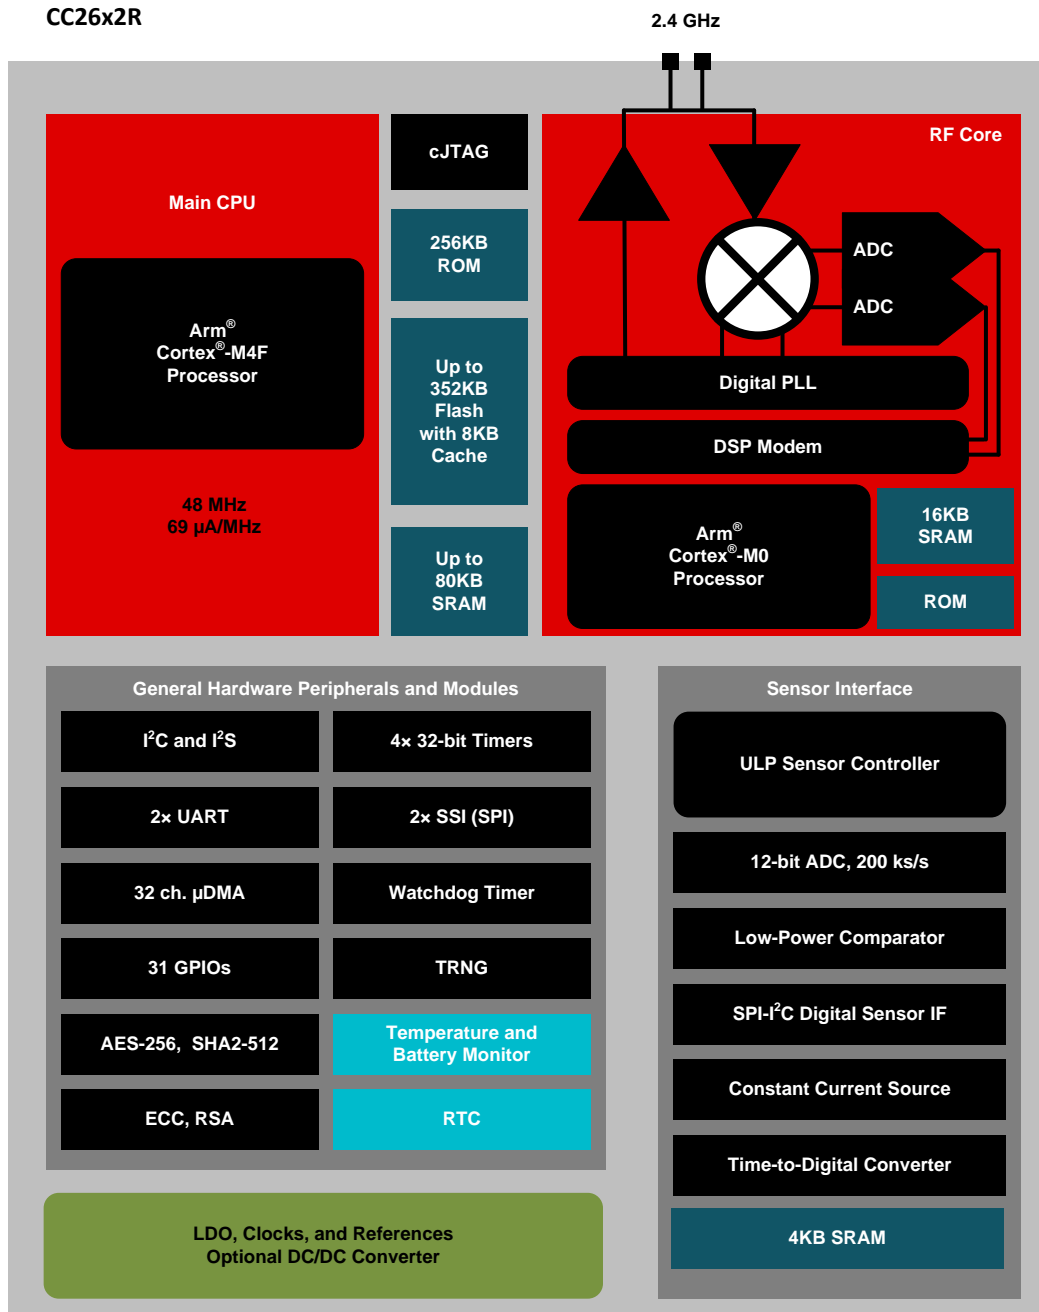 CC26x2R
2.4 GHz
Main CPU
Arm®
Cortex®-M4F
Processor
48 MHz
69 µA/MHz
cJTAG
256KB
ROM
Up to
352KB
Flash
with 8KB
Cache
Up to
80KB
SRAM
RF Core
ADC
ADC
Digital PLL
DSP Modem
Arm®
Cortex®-M0
Processor
16KB
SRAM
ROM
General Hardware Peripherals and Modules
I²C and I²S
4× 32-bit Timers
2× UART
2× SSI (SPI)
32 ch. µDMA
Watchdog Timer
31 GPIOs
TRNG
AES-256, SHA2-512
Temperature and
Battery Monitor
ECC, RSA
RTC
LDO, Clocks, and References
Optional DC/DC Converter
Sensor Interface
ULP Sensor Controller
12-bit ADC, 200 ks/s
Low-Power Comparator
SPI-I²C Digital Sensor IF
Constant Current Source
Time-to-Digital Converter
4KB SRAM